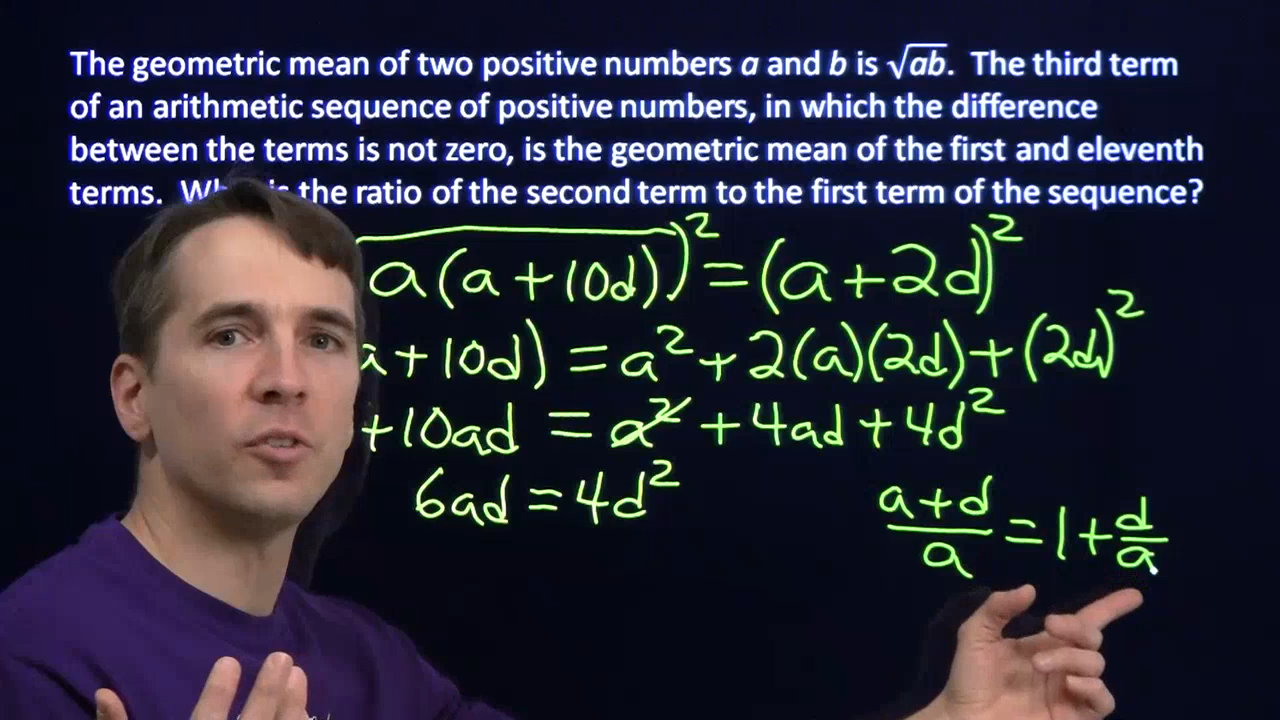 The geometric mean of two positive numbers a and b is √ab. The third term
of an arithmetic sequence of positive numbers, in which the difference
between the terms is not zero, is the geometric mean of the first and eleventh
terms. is the ratio of the second term to the first term of the sequence?
a(a+10d))² = (a+2d)²
a+10d) = a² + 2(a)(2d) + (2d)²
+10ad = a² + 4ad + 4d²
6ad = 4d²
a+d/a = 1 + d/a